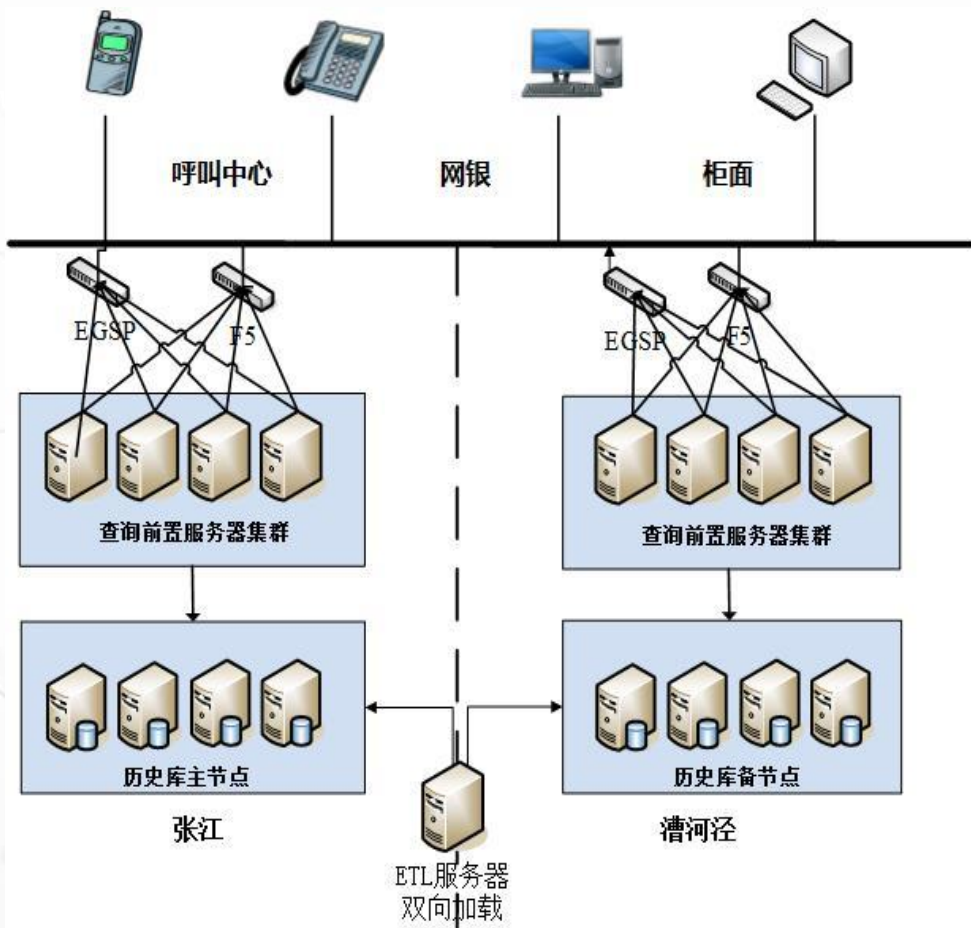 呼叫中心
网银
柜面
EGSP
F5
EGSP
F5
查询前置服务器集群
查询前置服务器集群
历史库主节点
历史库备节点
张江
漕河泾
ETL服务器
双向加载